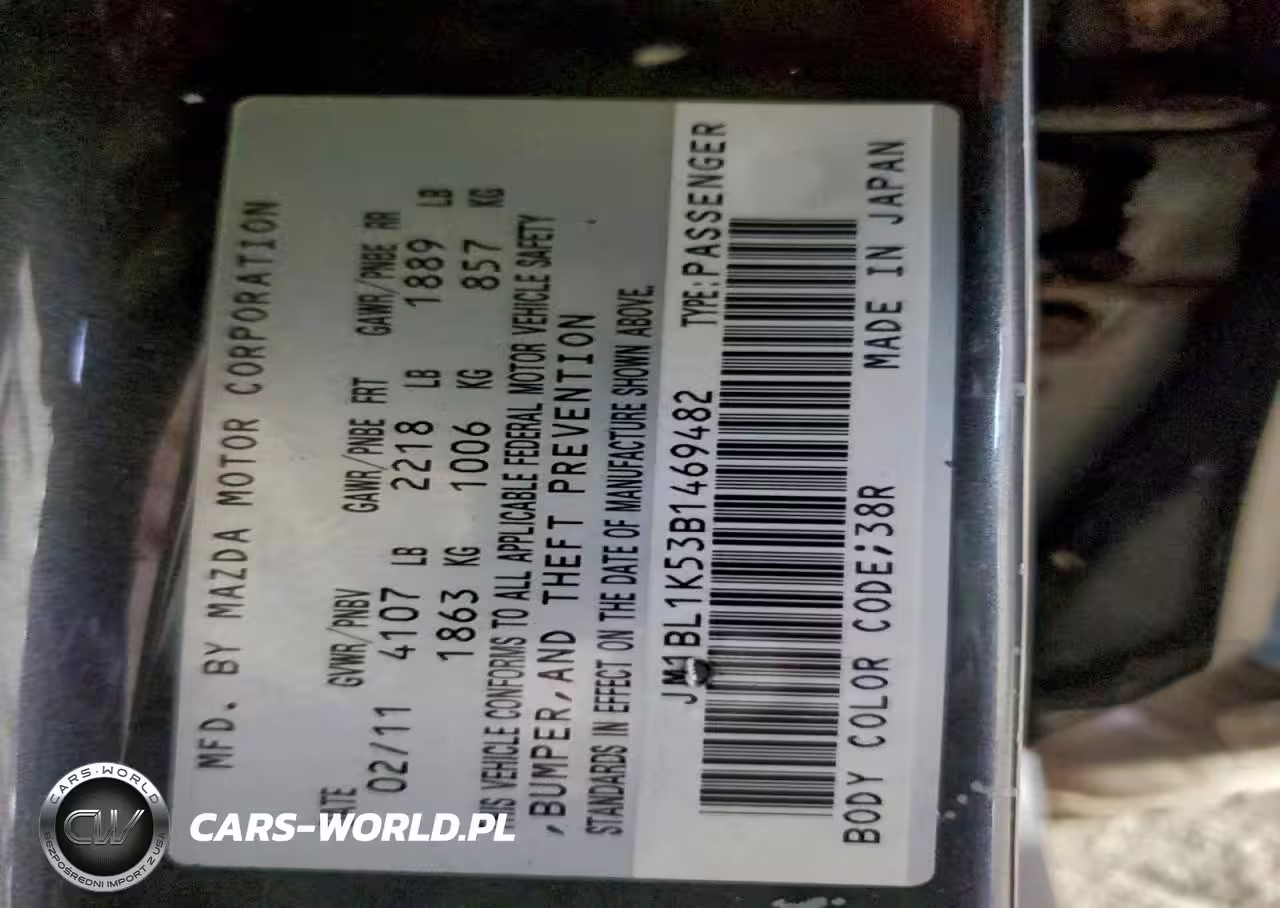 MFD. BY MAZDA MOTOR CORPORATION
DATE GVWR/PNBV GAWR/PNBE FRT GAWR/PNBE RR
02/11 4107 LB 2218 LB 1889 LB
1863 KG 1006 KG 857 KG
THIS VEHICLE CONFORMS TO ALL APPLICABLE FEDERAL MOTOR VEHICLE SAFETY
,BUMPER,AND THEFT PREVENTION
STANDARDS IN EFFECT ON THE DATE OF MANUFACTURE SHOWN ABOVE.
JM1BL1K53B1469482 TYPE:PASSENGER
BODY COLOR CODE;38R MADE IN JAPAN
CARS-WORLD
CW
BEZPOŚREDNI IMPORT Z USA
CARS-WORLD.PL